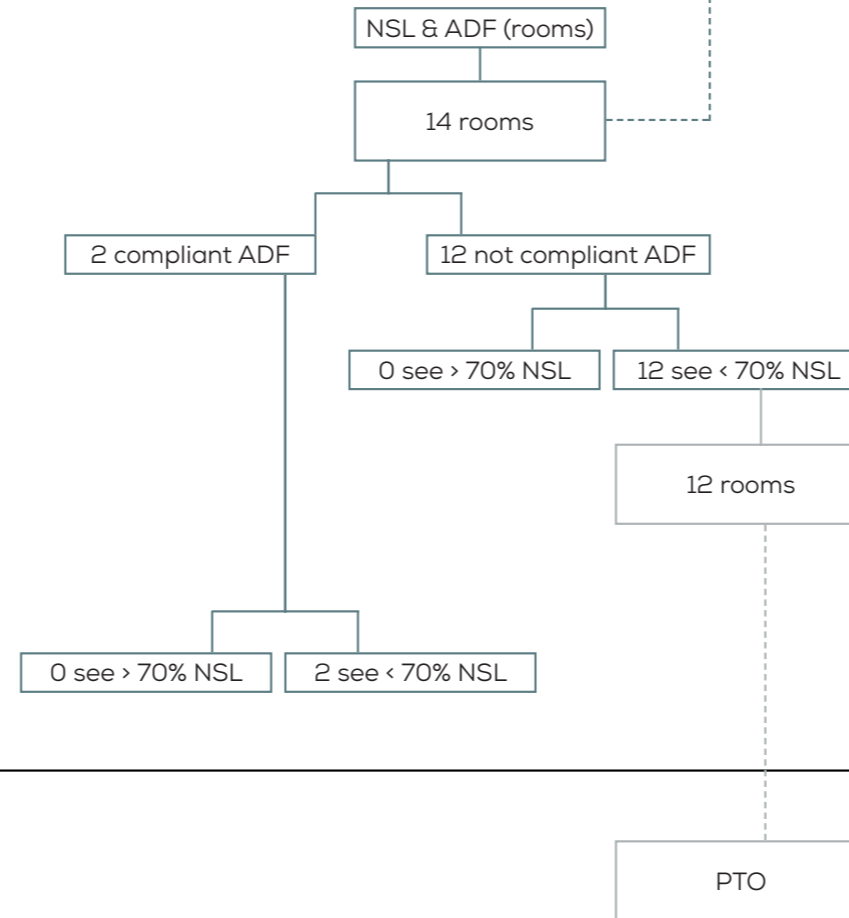 NSL & ADF (rooms)
14 rooms
2 compliant ADF
12 not compliant ADF
0 see > 70% NSL
12 see < 70% NSL
12 rooms
0 see > 70% NSL
2 see < 70% NSL
PTO